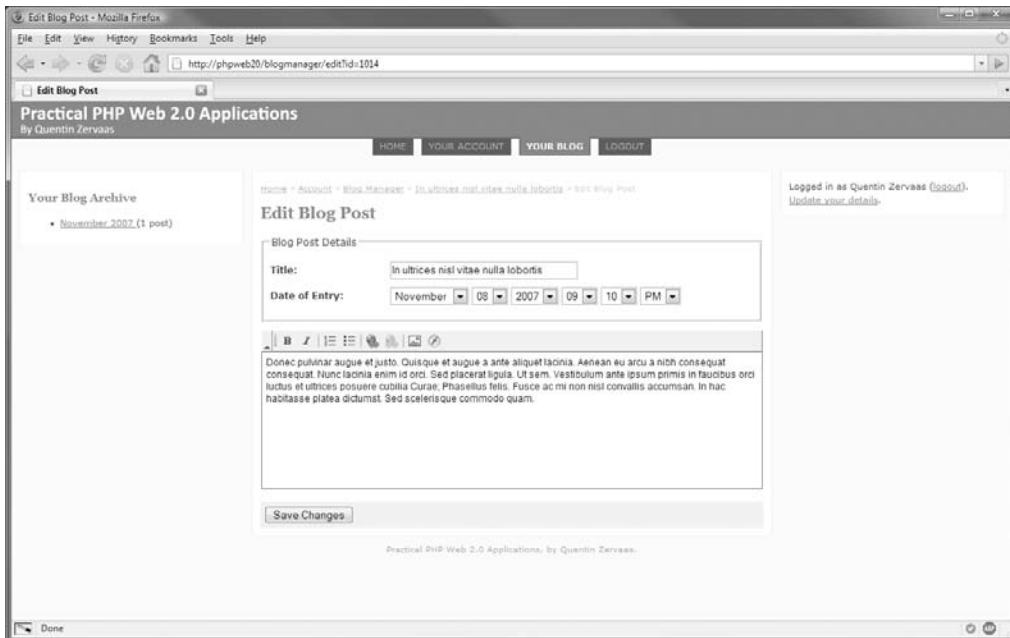 Edit Blog Post - Mozilla Firefox
File Edit View History Bookmarks Tools Help
http://phpweb20/blogmanager/edit?id=1014
Edit Blog Post
Practical PHP Web 2.0 Applications
By Quentin Zervaas
HOME YOUR ACCOUNT YOUR BLOG LOGOUT
Your Blog Archive
• November 2007 (1 post)
Home > Account > Blog Manager > In ultrices nisl vitae nulla lobortis > Edit Blog Post
Edit Blog Post
Blog Post Details
Title: In ultrices nisl vitae nulla lobortis
Date of Entry: November 08 2007 09 10 PM
B I
Donec pulvinar augue et justo. Quisque et augue a ante aliquet lacinia. Aenean eu arcu a nibh consequat
consequat. Nunc lacinia enim id orci. Sed placerat ligula. Ut sem. Vestibulum ante ipsum primis in faucibus orci
luctus et ultrices posuere cubilia Curae; Phasellus felis. Fusce ac mi non nisl convallis accumsan. In hac
habitasse platea dictumst. Sed scelerisque commodo quam.
Save Changes
Logged in as Quentin Zervaas (logout).
Update your details.
Practical PHP Web 2.0 Applications, by Quentin Zervaas.
Done